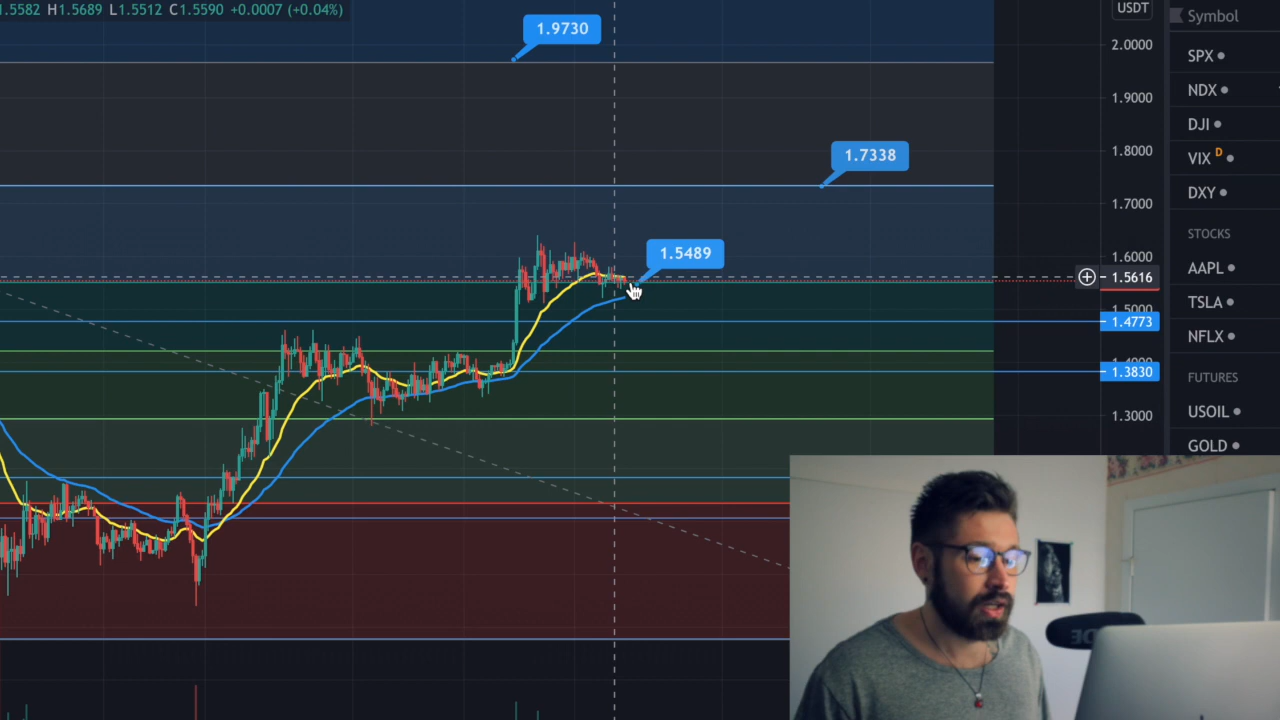 .5582 H1.5689 L1.5512 C1.5590 +0.0007 (+0.04%)
USDT
Symbol
1.9730
2.0000
SPX
1.9000
NDX
DJI
1.7338
1.8000
VIX D
1.7000
DXY
STOCKS
1.5489
1.6000
AAPL
1.5616
1.5000
TSLA
1.4773
NFLX
1.4000
1.3830
FUTURES
1.3000
USOIL
GOLD